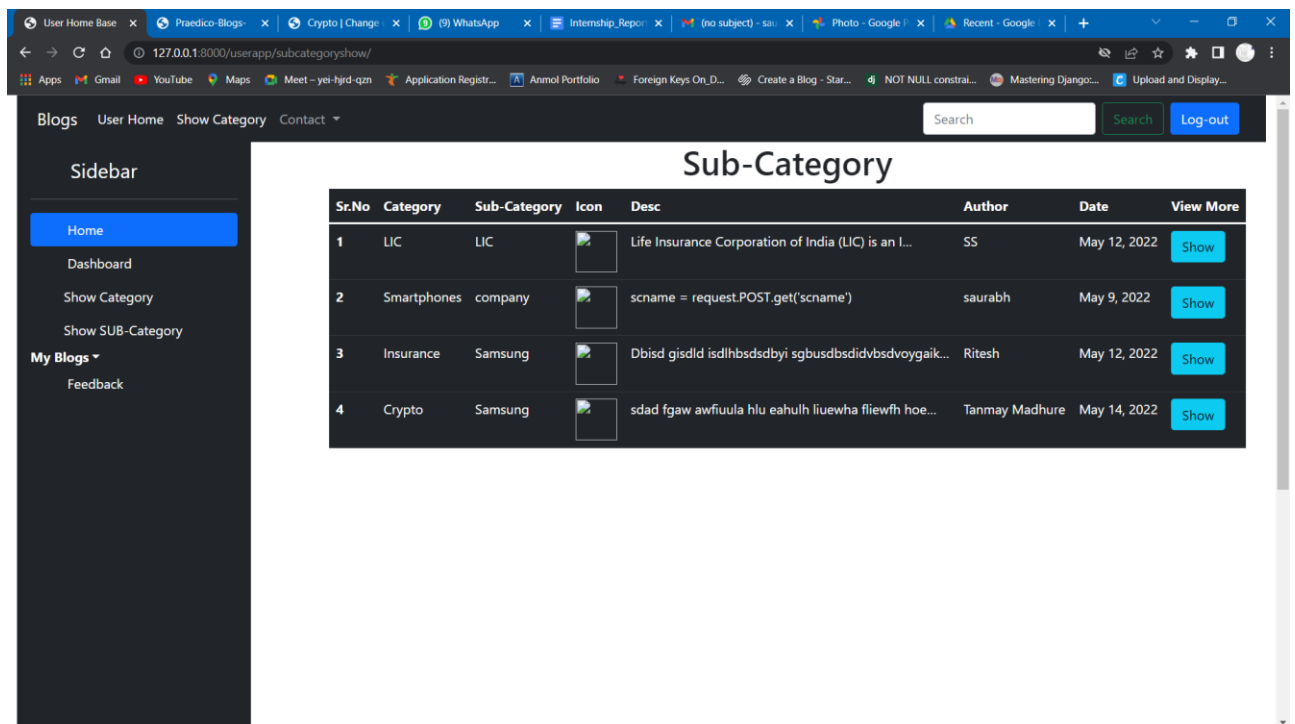 User Home Base Praedico-Blogs- Crypto | Change (9) WhatsApp Internship_Report (no subject) - sau Photo - Google P Recent - Google
127.0.0.1:8000/userapp/subcategoryshow/
Apps Gmail YouTube Maps Meet – yei-hjrd-qzn Application Registr... Anmol Portfolio Foreign Keys On_D... Create a Blog - Star... NOT NULL constrai... Mastering Django:... Upload and Display...
Blogs User Home Show Category Contact Search Search Log-out
Sidebar
Home
Dashboard
Show Category
Show SUB-Category
My Blogs
Feedback
Sub-Category
Sr.No Category Sub-Category Icon Desc Author Date View More
1 LIC LIC Life Insurance Corporation of India (LIC) is an I... SS May 12, 2022 Show
2 Smartphones company scname = request.POST.get('scname') saurabh May 9, 2022 Show
3 Insurance Samsung Dbisd gisdld isdlhbsdsdbyi sgbusdbsdidvbsdvoygaik... Ritesh May 12, 2022 Show
4 Crypto Samsung sdad fgaw awfiuula hlu eahulh liuewha fliewfh hoe... Tanmay Madhure May 14, 2022 Show